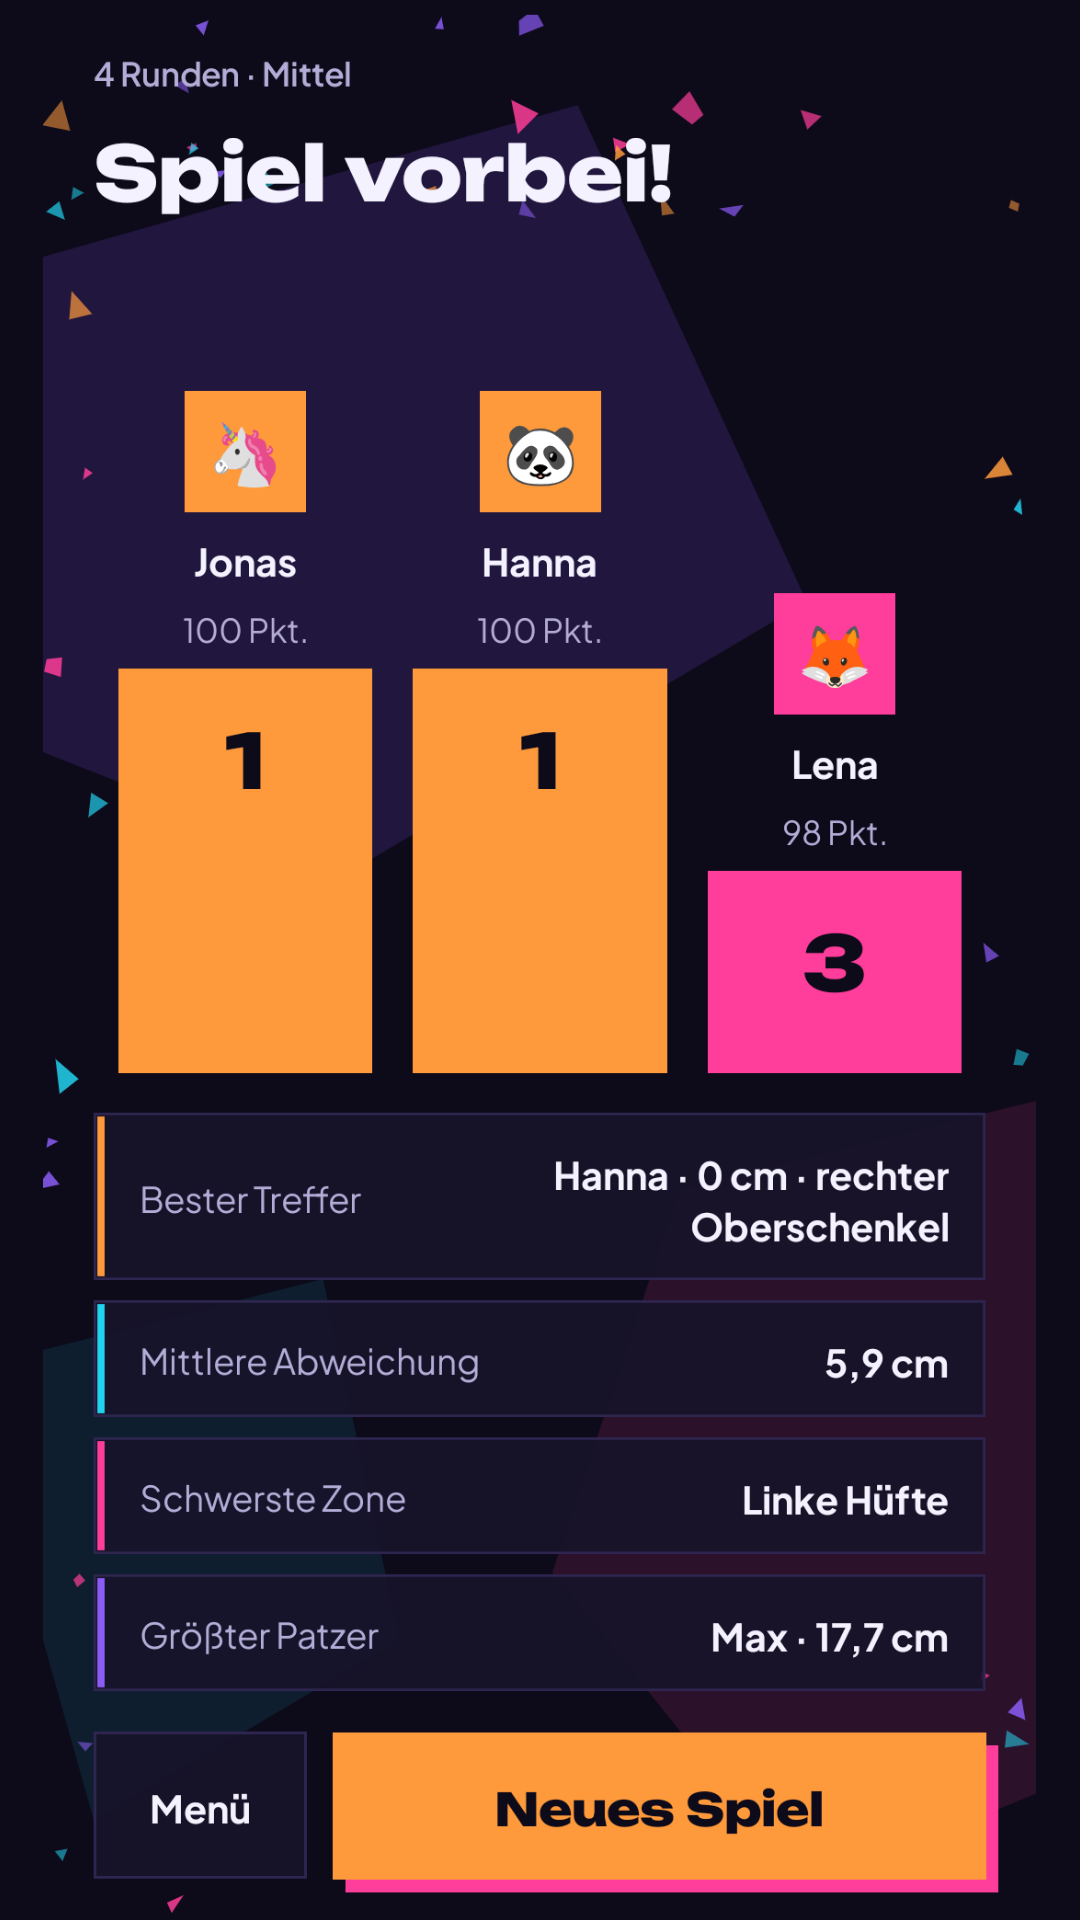 4 Runden · Mittel
Spiel vorbei!
Jonas
100 Pkt.
1
Hanna
100 Pkt.
1
Lena
98 Pkt.
3
Bester Treffer
Hanna · 0 cm · rechter
Oberschenkel
Mittlere Abweichung
5,9 cm
Schwerste Zone
Linke Hüfte
Größter Patzer
Max · 17,7 cm
Menü
Neues Spiel